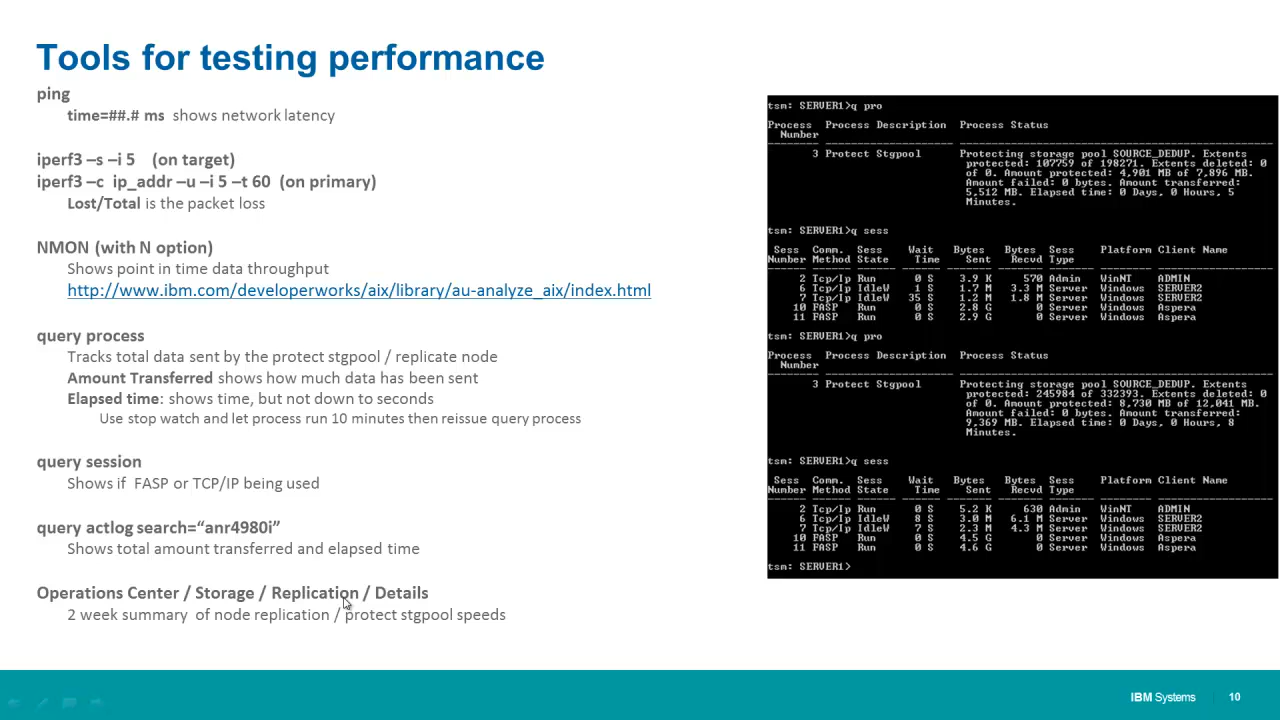 Tools for testing performance
ping
time=##.# ms shows network latency
iperf3 –s –i 5 (on target)
iperf3 –c ip_addr –u –i 5 –t 60 (on primary)
Lost/Total is the packet loss
NMON (with N option)
Shows point in time data throughput
http://www.ibm.com/developerworks/aix/library/au-analyze_aix/index.html
query process
Tracks total data sent by the protect stgpool / replicate node
Amount Transferred shows how much data has been sent
Elapsed time: shows time, but not down to seconds
Use stop watch and let process run 10 minutes then reissue query process
query session
Shows if FASP or TCP/IP being used
query actlog search=“anr4980i”
Shows total amount transferred and elapsed time
Operations Center / Storage / Replication / Details
2 week summary of node replication / protect stgpool speeds
tsm: SERVER1>q pro
Process Process Description Process Status
Number
3 Protect Stgpool Protecting storage pool SOURCE_DEDUP. Extents
protected: 107759 of 198271. Extents deleted: 0
of 0. Amount protected: 4,901 MB of 7,896 MB.
Amount failed: 0 bytes. Amount transferred:
5,512 MB. Elapsed time: 0 Days, 0 Hours, 5
Minutes.
tsm: SERVER1>q sess
Sess Comm. Sess Wait Bytes Bytes Sess Platform Client Name
Number Method State Time Sent Recvd Type
2 Tcp/Ip Run 0 S 3.9 K 570 Admin WinNT ADMIN
6 Tcp/Ip IdleW 1 S 1.7 M 3.3 M Server Windows SERVER2
7 Tcp/Ip IdleW 35 S 1.2 M 1.8 M Server Windows SERVER2
10 FASP Run 0 S 2.8 G 0 Server Windows Aspera
11 FASP Run 0 S 2.9 G 0 Server Windows Aspera
tsm: SERVER1>q pro
Process Process Description Process Status
Number
3 Protect Stgpool Protecting storage pool SOURCE_DEDUP. Extents
protected: 245984 of 332393. Extents deleted: 0
of 0. Amount protected: 8,730 MB of 12,041 MB.
Amount failed: 0 bytes. Amount transferred:
9,369 MB. Elapsed time: 0 Days, 0 Hours, 8
Minutes.
tsm: SERVER1>q sess
Sess Comm. Sess Wait Bytes Bytes Sess Platform Client Name
Number Method State Time Sent Recvd Type
2 Tcp/Ip Run 0 S 5.2 K 630 Admin WinNT ADMIN
6 Tcp/Ip IdleW 8 S 3.0 M 6.1 M Server Windows SERVER2
7 Tcp/Ip IdleW 7 S 2.3 M 4.3 M Server Windows SERVER2
10 FASP Run 0 S 4.5 G 0 Server Windows Aspera
11 FASP Run 0 S 4.6 G 0 Server Windows Aspera
tsm: SERVER1>
IBM Systems 10